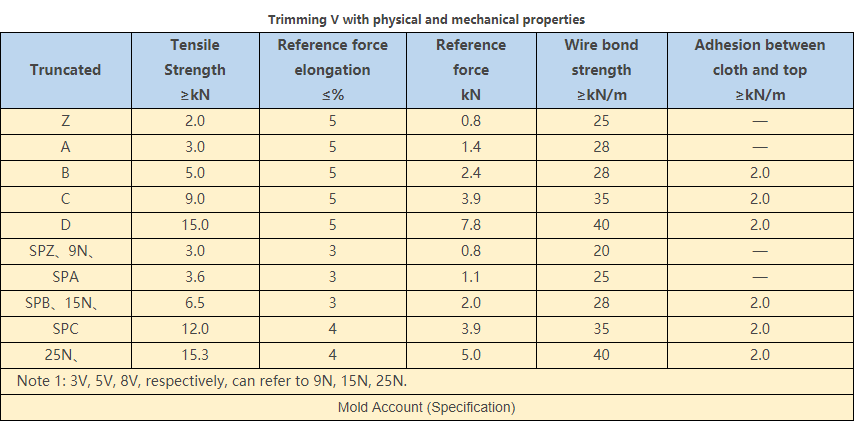 Trimming V with physical and mechanical properties
Truncated Tensile Strength ≥kN Reference force elongation ≤% Reference force kN Wire bond strength ≥kN/m Adhesion between cloth and top ≥kN/m
Z 2.0 5 0.8 25 —
A 3.0 5 1.4 28 —
B 5.0 5 2.4 28 2.0
C 9.0 5 3.9 35 2.0
D 15.0 5 7.8 40 2.0
SPZ、9N、 3.0 3 0.8 20 —
SPA 3.6 3 1.1 25 —
SPB、15N、 6.5 3 2.0 28 2.0
SPC 12.0 4 3.9 35 2.0
25N、 15.3 4 5.0 40 2.0
Note 1: 3V, 5V, 8V, respectively, can refer to 9N, 15N, 25N.
Mold Account (Specification)